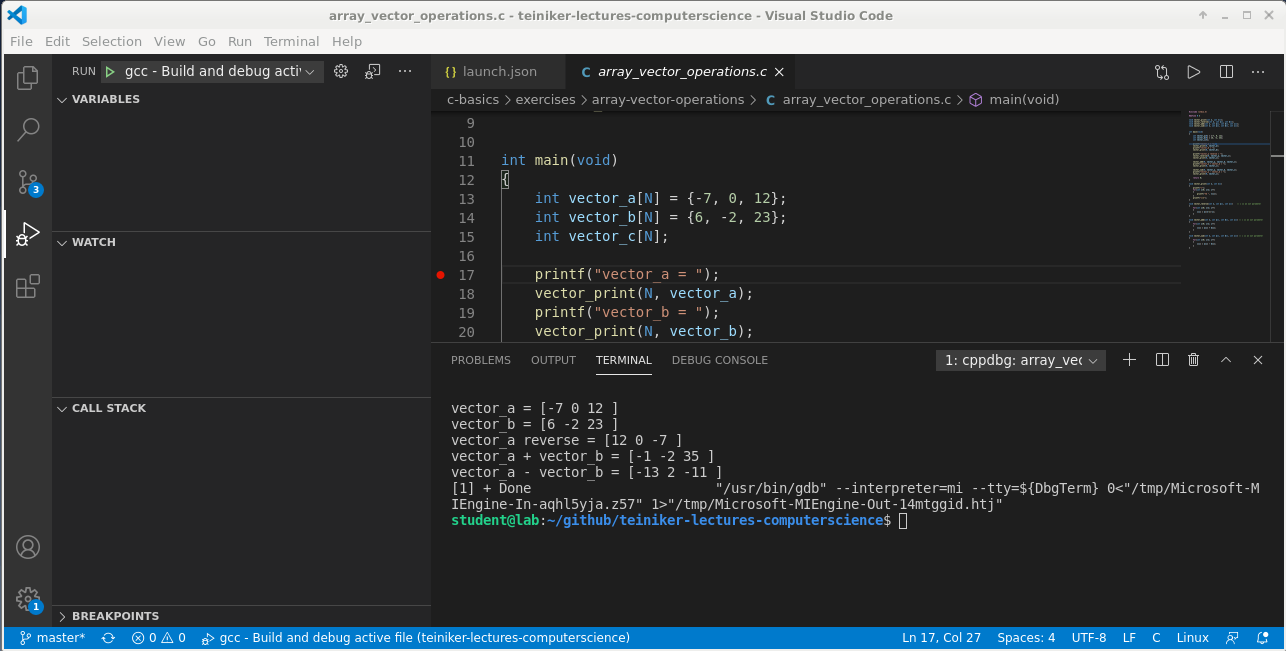 array_vector_operations.c - teiniker-lectures-computerscience - Visual Studio Code
File Edit Selection View Go Run Terminal Help
RUN gcc - Build and debug acti
{} launch.json
C array_vector_operations.c
VARIABLES
c-basics > exercises > array-vector-operations > C array_vector_operations.c > main(void)
9
10
11 int main(void)
12 {
13 int vector_a[N] = {-7, 0, 12};
14 int vector_b[N] = {6, -2, 23};
15 int vector_c[N];
16
17 printf("vector_a = ");
18 vector_print(N, vector_a);
19 printf("vector_b = ");
20 vector_print(N, vector_b);
3
WATCH
CALL STACK
BREAKPOINTS
1
PROBLEMS OUTPUT TERMINAL DEBUG CONSOLE 1: cppdbg: array_vec
vector_a = [-7 0 12 ]
vector_b = [6 -2 23 ]
vector_a reverse = [12 0 -7 ]
vector_a + vector_b = [-1 -2 35 ]
vector_a - vector_b = [-13 2 -11 ]
[1] + Done "/usr/bin/gdb" --interpreter=mi --tty=${DbgTerm} 0<"/tmp/Microsoft-M
IEngine-In-aqhl5yja.z57" 1>"/tmp/Microsoft-MIEngine-Out-14mtggid.htj"
student@lab:~/github/teiniker-lectures-computerscience$
master* 0 0 gcc - Build and debug active file (teiniker-lectures-computerscience) Ln 17, Col 27 Spaces: 4 UTF-8 LF C Linux